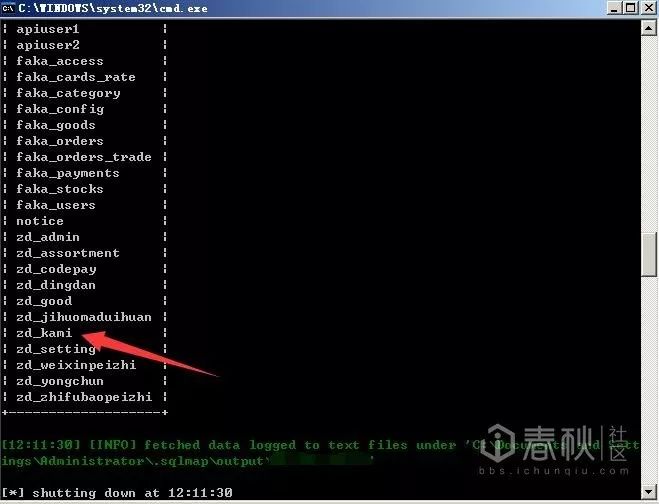 C:\WINDOWS\system32\cmd.exe
| apiuser1 |
| apiuser2 |
| faka_access |
| faka_cards_rate |
| faka_category |
| faka_config |
| faka_goods |
| faka_orders |
| faka_orders_trade |
| faka_payments |
| faka_stocks |
| faka_users |
| notice |
| zd_admin |
| zd_assortment |
| zd_codepay |
| zd_dingdan |
| zd_good |
| zd_jihuomaduihuan |
| zd_kami |
| zd_setting |
| zd_weixinpeizhi |
| zd_yongchun |
| zd_zhifubaopeizhi |
+-------------------+
[12:11:30] [INFO] fetched data logged to text files under 'C:\Documents and Sett
ings\Administrator\.sqlmap\output\ '
[*] shutting down at 12:11:30
春秋 社区
bbs.ichunqiu.com